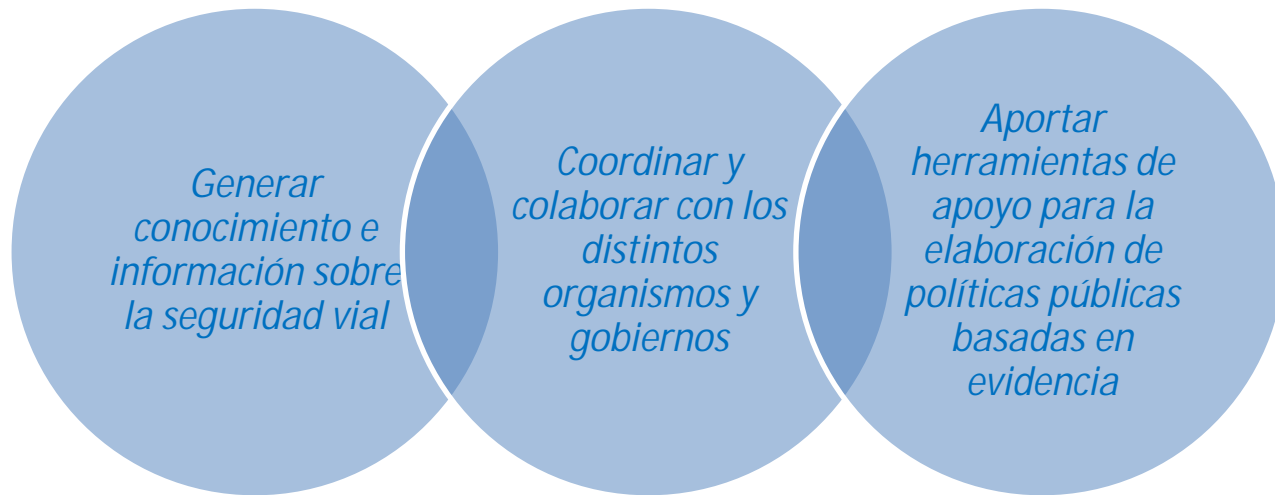 Generar
conocimiento e
información sobre
la seguridad vial
Coordinar y
colaborar con los
distintos
organismos y
gobiernos
Aportar
herramientas de
apoyo para la
elaboración de
políticas públicas
basadas en
evidencia